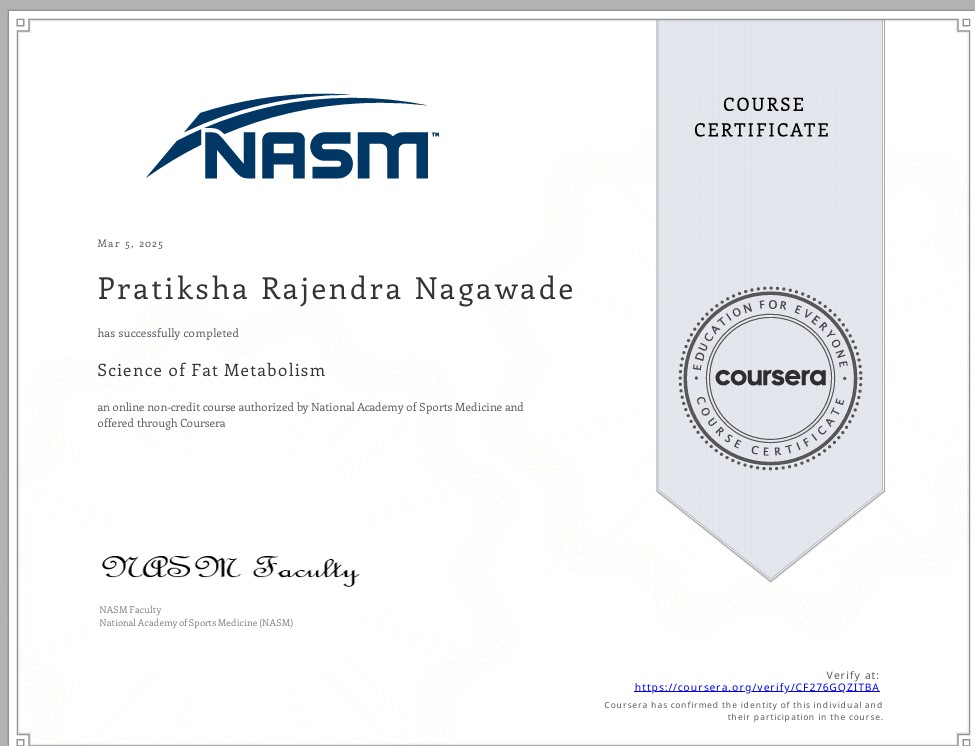 NASM™
COURSE
CERTIFICATE
Mar 5, 2025
Pratiksha Rajendra Nagawade
has successfully completed
Science of Fat Metabolism
an online non-credit course authorized by National Academy of Sports Medicine and
offered through Coursera
EDUCATION FOR EVERYONE
coursera
COURSE CERTIFICATE
NASM Faculty
NASM Faculty
National Academy of Sports Medicine (NASM)
Verify at:
https://coursera.org/verify/CF276GQZITBA
Coursera has confirmed the identity of this individual and
their participation in the course.